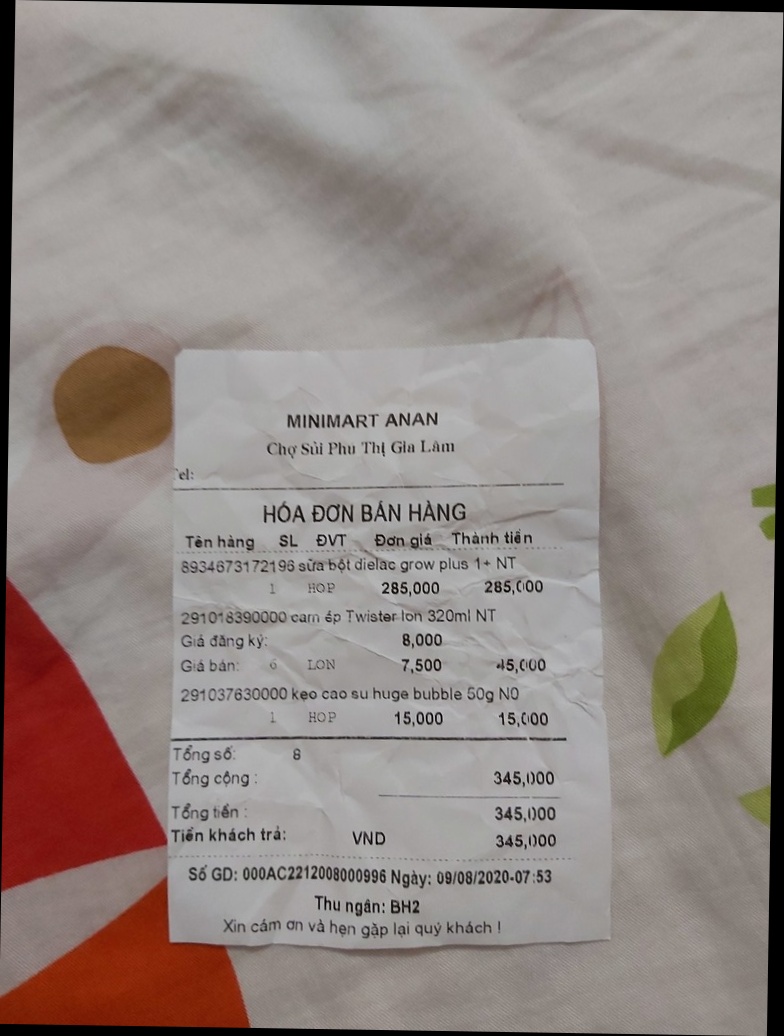 MINIMART ANAN
Chợ Sủi Phú Thị Gia Lâm
Tel:
HÓA ĐƠN BÁN HÀNG
Tên hàng SL ĐVT Đơn giá Thành tiền
8934673172196 sữa bột dielac grow plus 1+ NT
1 HOP 285,000 285,000
291018390000 cam ép Twister lon 320ml NT
Giá đăng ký: 8,000
Giá bán: 6 LON 7,500 45,000
291037630000 kẹo cao su huge bubble 50g N0
1 HOP 15,000 15,000
Tổng số: 8
Tổng cộng : 345,000
Tổng tiền : 345,000
Tiền khách trả: VND 345,000
Số GD: 000AC2212008000996 Ngày: 09/08/2020-07:53
Thu ngân: BH2
Xin cám ơn và hẹn gặp lại quý khách !